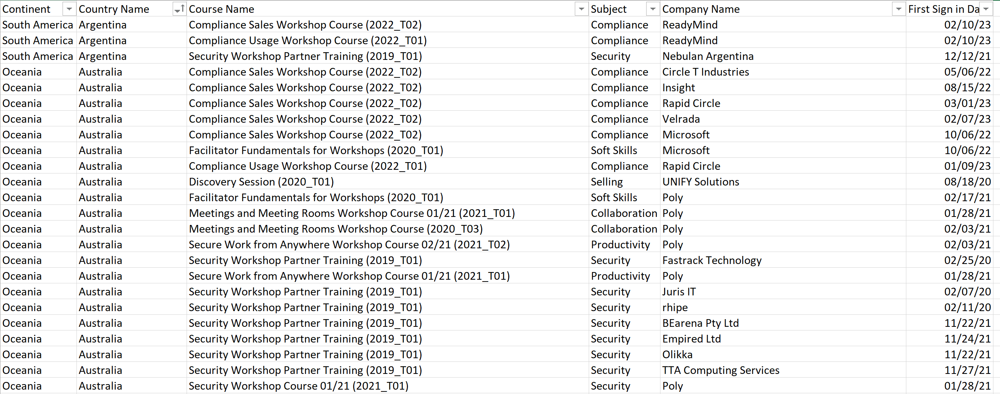 Continent Country Name Course Name Subject Company Name First Sign in Da
South America Argentina Compliance Sales Workshop Course (2022_T02) Compliance ReadyMind 02/10/23
South America Argentina Compliance Usage Workshop Course (2022_T01) Compliance ReadyMind 02/10/23
South America Argentina Security Workshop Partner Training (2019_T01) Security Nebulan Argentina 12/12/21
Oceania Australia Compliance Sales Workshop Course (2022_T02) Compliance Circle T Industries 05/06/22
Oceania Australia Compliance Sales Workshop Course (2022_T02) Compliance Insight 08/15/22
Oceania Australia Compliance Sales Workshop Course (2022_T02) Compliance Rapid Circle 03/01/23
Oceania Australia Compliance Sales Workshop Course (2022_T02) Compliance Velrada 02/07/23
Oceania Australia Compliance Sales Workshop Course (2022_T02) Compliance Microsoft 10/06/22
Oceania Australia Facilitator Fundamentals for Workshops (2020_T01) Soft Skills Microsoft 10/06/22
Oceania Australia Compliance Usage Workshop Course (2022_T01) Compliance Rapid Circle 01/09/23
Oceania Australia Discovery Session (2020_T01) Selling UNIFY Solutions 08/18/20
Oceania Australia Facilitator Fundamentals for Workshops (2020_T01) Soft Skills Poly 02/17/21
Oceania Australia Meetings and Meeting Rooms Workshop Course 01/21 (2021_T01) Collaboration Poly 01/28/21
Oceania Australia Meetings and Meeting Rooms Workshop Course (2020_T03) Collaboration Poly 02/03/21
Oceania Australia Secure Work from Anywhere Workshop Course 02/21 (2021_T02) Productivity Poly 02/03/21
Oceania Australia Security Workshop Partner Training (2019_T01) Security Fastrack Technology 02/25/20
Oceania Australia Secure Work from Anywhere Workshop Course 01/21 (2021_T01) Productivity Poly 01/28/21
Oceania Australia Security Workshop Partner Training (2019_T01) Security Juris IT 02/07/20
Oceania Australia Security Workshop Partner Training (2019_T01) Security rhipe 02/11/20
Oceania Australia Security Workshop Partner Training (2019_T01) Security BEarena Pty Ltd 11/22/21
Oceania Australia Security Workshop Partner Training (2019_T01) Security Empired Ltd 11/24/21
Oceania Australia Security Workshop Partner Training (2019_T01) Security Olikka 11/22/21
Oceania Australia Security Workshop Partner Training (2019_T01) Security TTA Computing Services 11/27/21
Oceania Australia Security Workshop Course 01/21 (2021_T01) Security Poly 01/28/21